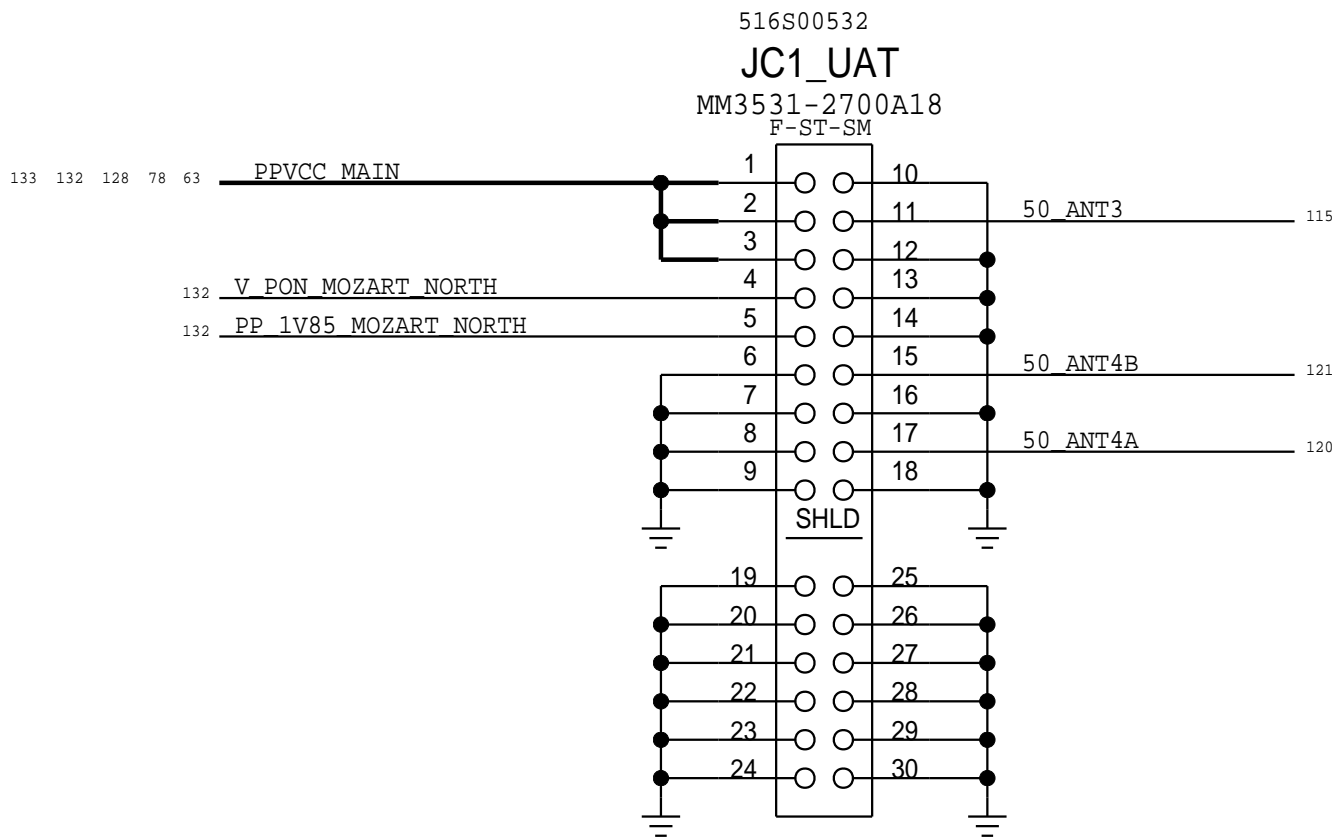 516S00532
JC1_UAT
MM3531-2700A18
F-ST-SM
133 132 128 78 63 PPVCC_MAIN 1 10
2 11 50_ANT3 115
3 12
132 V_PON_MOZART_NORTH 4 13
132 PP_1V85_MOZART_NORTH 5 14
6 15 50_ANT4B 121
7 16
8 17 50_ANT4A 120
9 18
SHLD
19 25
20 26
21 27
22 28
23 29
24 30